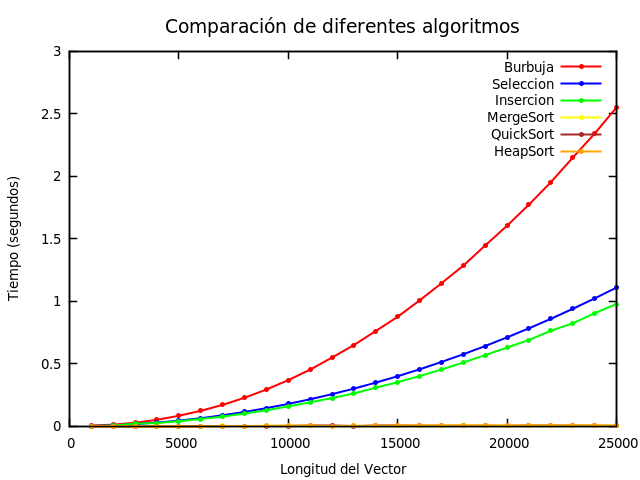 Comparación de diferentes algoritmos
Burbuja
Seleccion
Insercion
MergeSort
QuickSort
HeapSort
3
2.5
2
1.5
1
0.5
0
Tiempo (segundos)
0 5000 10000 15000 20000 25000
Longitud del Vector